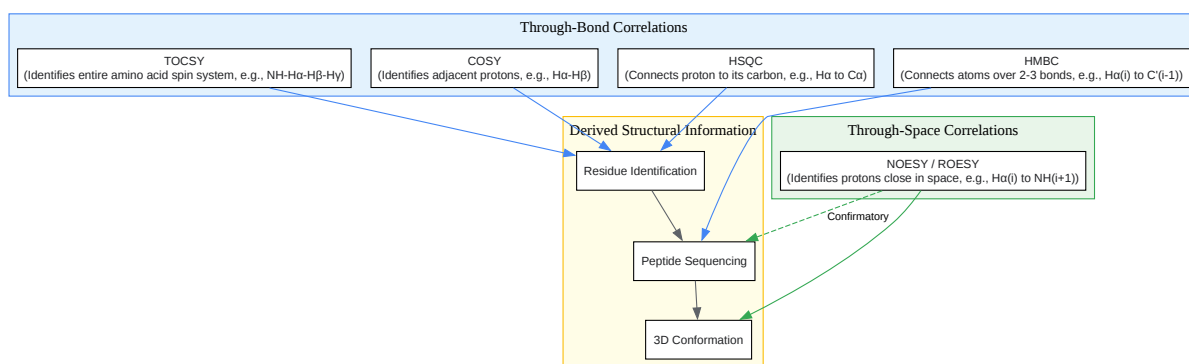 Through-Bond Correlations
TOCSY
(Identifies entire amino acid spin system, e.g., NH-Hα-Hβ-Hγ)
COSY
(Identifies adjacent protons, e.g., Hα-Hβ)
HSQC
(Connects proton to its carbon, e.g., Hα to Cα)
HMBC
(Connects atoms over 2-3 bonds, e.g., Hα(i) to C'(i-1))
Derived Structural Information
Through-Space Correlations
Residue Identification
NOESY / ROESY
(Identifies protons close in space, e.g., Hα(i) to NH(i+1))
Confirmatory
Peptide Sequencing
3D Conformation